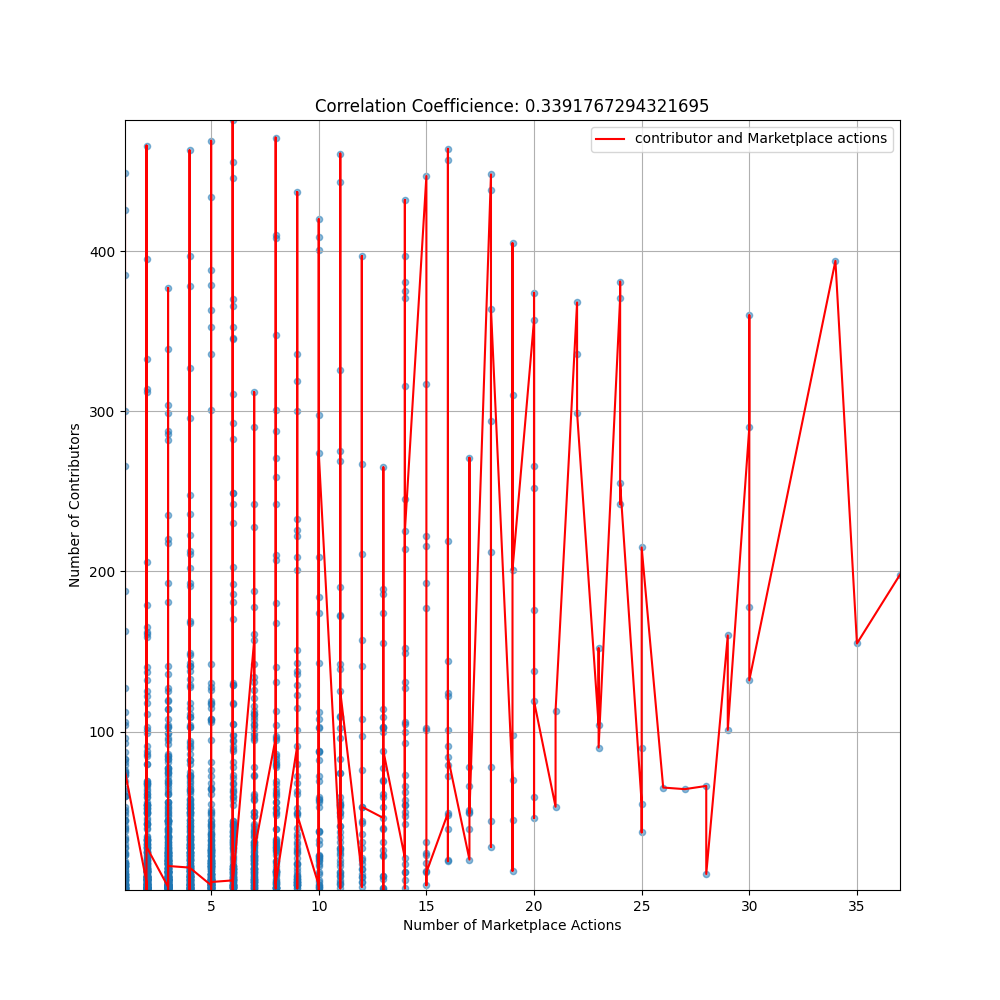 Correlation Coefficience: 0.3391767294321695
contributor and Marketplace actions
Number of Contributors
400
300
200
100
5 10 15 20 25 30 35
Number of Marketplace Actions